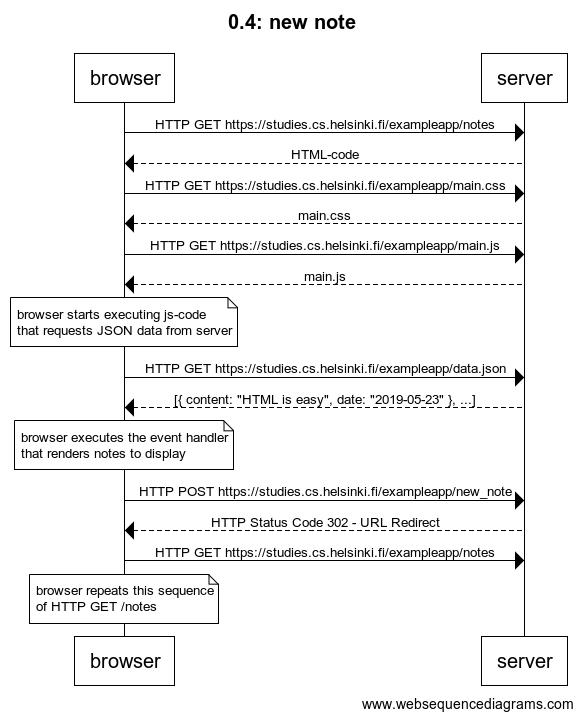 0.4: new note
browser
server
HTTP GET https://studies.cs.helsinki.fi/exampleapp/notes
HTML-code
HTTP GET https://studies.cs.helsinki.fi/exampleapp/main.css
main.css
HTTP GET https://studies.cs.helsinki.fi/exampleapp/main.js
main.js
browser starts executing js-code
that requests JSON data from server
HTTP GET https://studies.cs.helsinki.fi/exampleapp/data.json
[{ content: "HTML is easy", date: "2019-05-23" }, ...]
browser executes the event handler
that renders notes to display
HTTP POST https://studies.cs.helsinki.fi/exampleapp/new_note
HTTP Status Code 302 - URL Redirect
HTTP GET https://studies.cs.helsinki.fi/exampleapp/notes
browser repeats this sequence
of HTTP GET /notes
browser
server
www.websequencediagrams.com